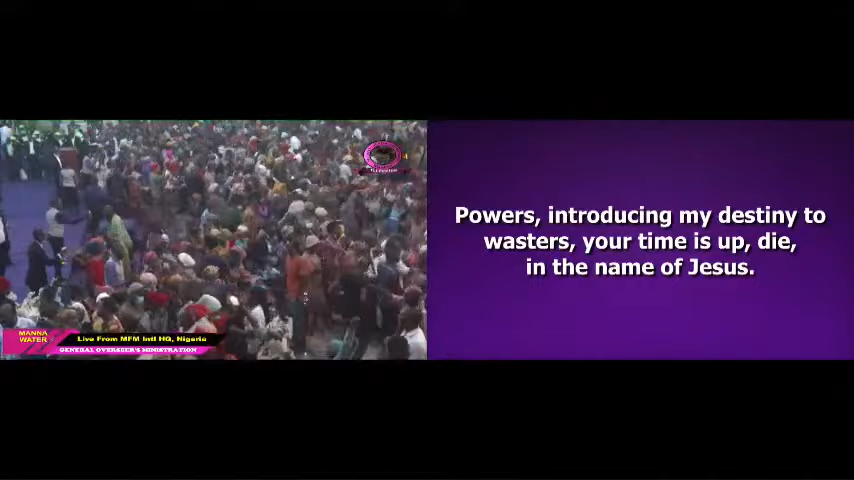 MANNA
WATER
Live From MFM Intl HQ, Nigeria
GENERAL OVERSEER'S MINISTRATION
Powers, introducing my destiny to
wasters, your time is up, die,
in the name of Jesus.